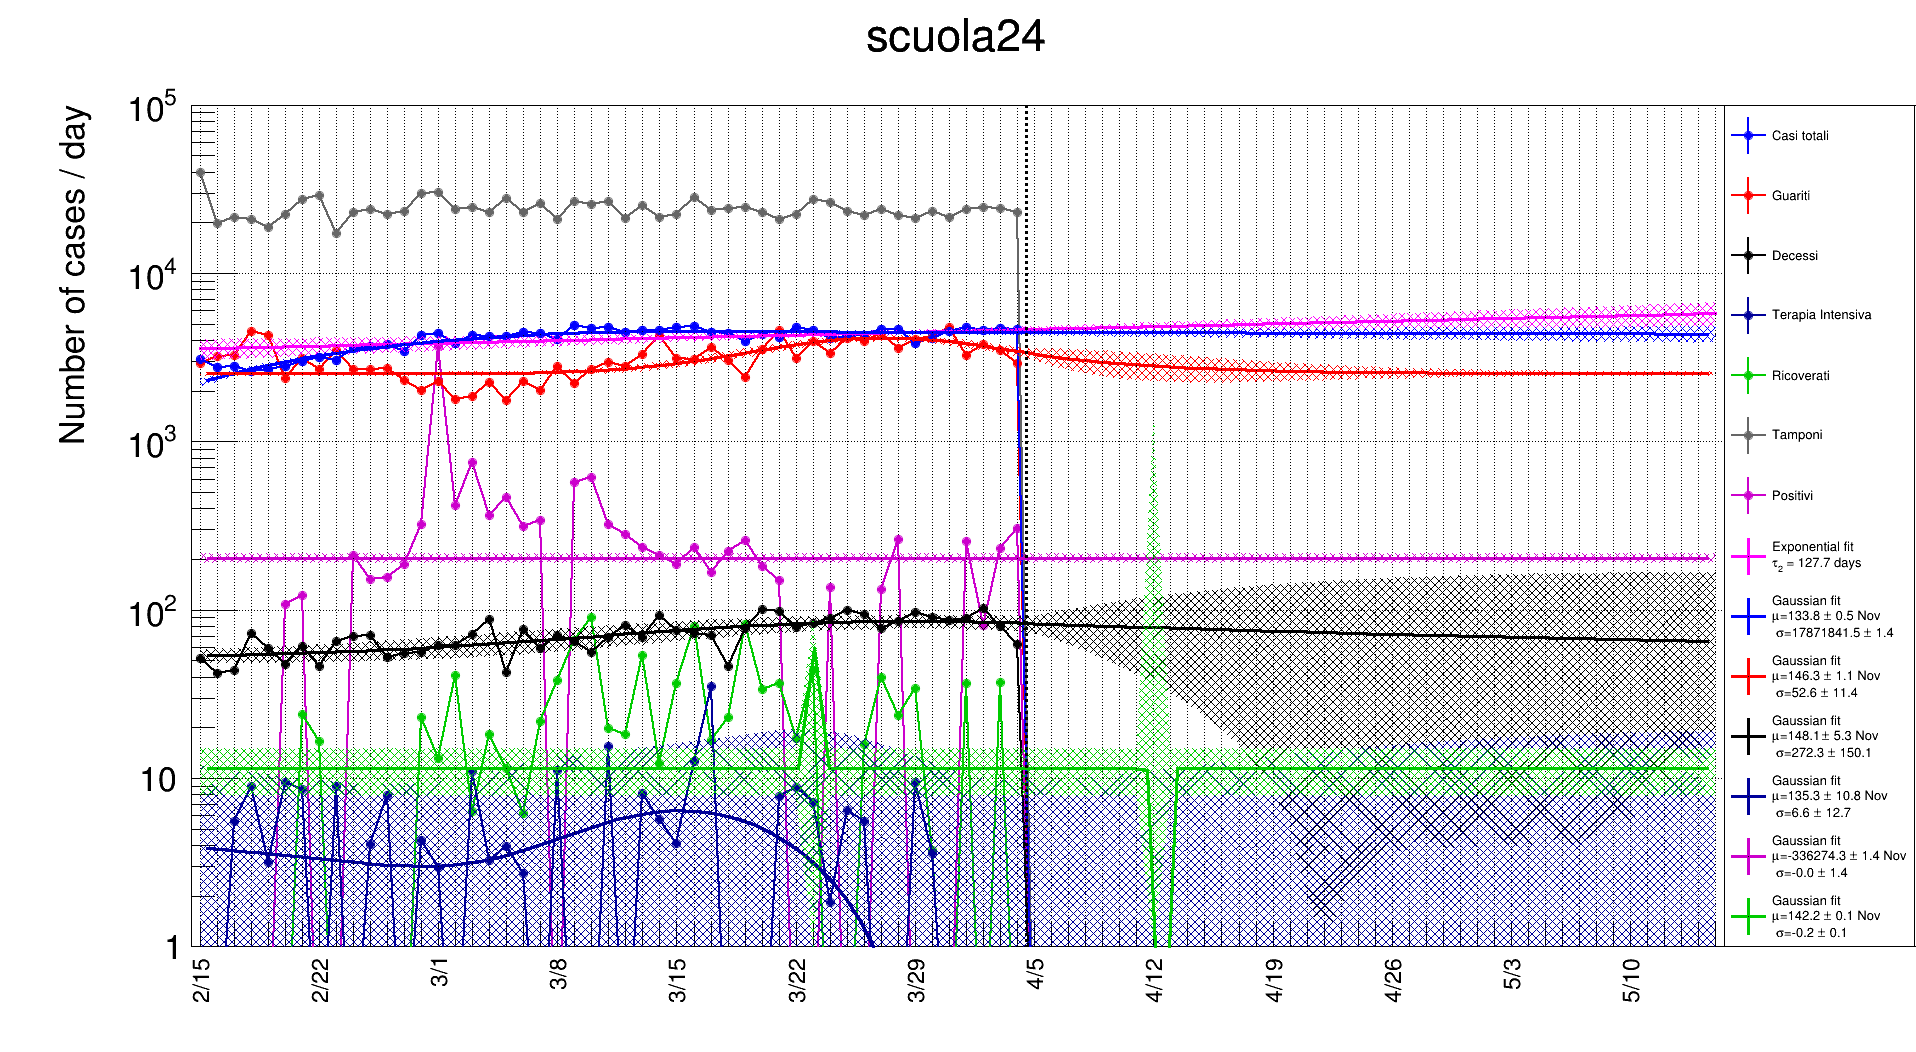 scuola24
Number of cases / day
10^5
10^4
10^3
10^2
10
1
2/15
2/22
3/1
3/8
3/15
3/22
3/29
4/5
4/12
4/19
4/26
5/3
5/10
Casi totali
Guariti
Decessi
Terapia Intensiva
Ricoverati
Tamponi
Positivi
Exponential fit
τ_2 = 127.7 days
Gaussian fit
μ=133.8 ± 0.5 Nov
σ=17871841.5 ± 1.4
Gaussian fit
μ=146.3 ± 1.1 Nov
σ=52.6 ± 11.4
Gaussian fit
μ=148.1 ± 5.3 Nov
σ=272.3 ± 150.1
Gaussian fit
μ=135.3 ± 10.8 Nov
σ=6.6 ± 12.7
Gaussian fit
μ=-336274.3 ± 1.4 Nov
σ=-0.0 ± 1.4
Gaussian fit
μ=142.2 ± 0.1 Nov
σ=-0.2 ± 0.1